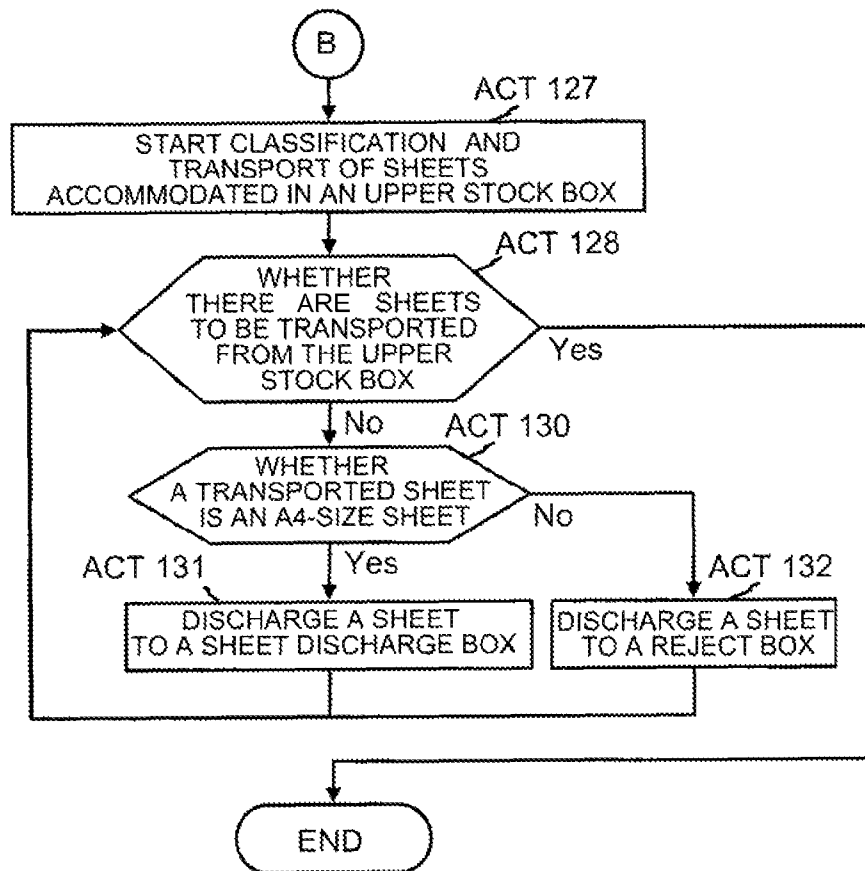 B
ACT 127
START CLASSIFICATION AND
TRANSPORT OF SHEETS
ACCOMMODATED IN AN UPPER STOCK BOX
ACT 128
WHETHER
THERE ARE SHEETS
TO BE TRANSPORTED
FROM THE UPPER
STOCK BOX
Yes
No
ACT 130
WHETHER
A TRANSPORTED SHEET
IS AN A4-SIZE SHEET
No
Yes
ACT 131
DISCHARGE A SHEET
TO A SHEET DISCHARGE BOX
ACT 132
DISCHARGE A SHEET
TO A REJECT BOX
END